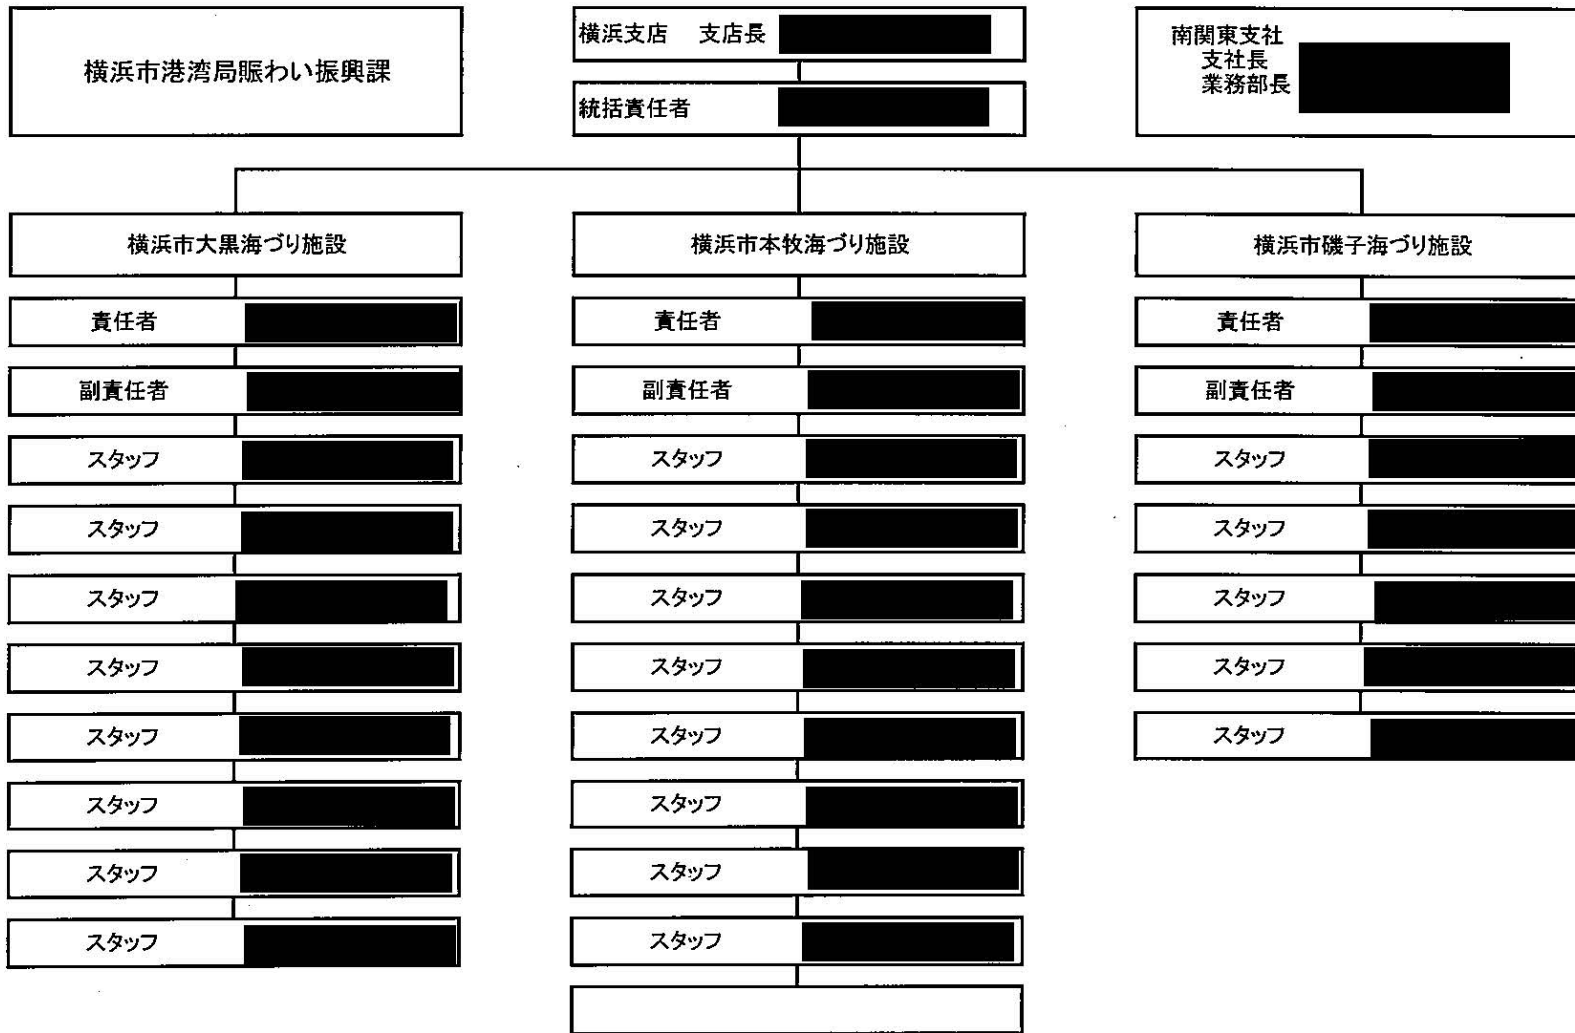 横浜市港湾局賑わい振興課
横浜支店 支店長
統括責任者
南関東支社
支社長
業務部長
横浜市大黒海づり施設
責任者
副責任者
スタッフ
スタッフ
スタッフ
スタッフ
スタッフ
スタッフ
スタッフ
スタッフ
横浜市本牧海づり施設
責任者
副責任者
スタッフ
スタッフ
スタッフ
スタッフ
スタッフ
スタッフ
スタッフ
スタッフ
横浜市磯子海づり施設
責任者
副責任者
スタッフ
スタッフ
スタッフ
スタッフ
スタッフ